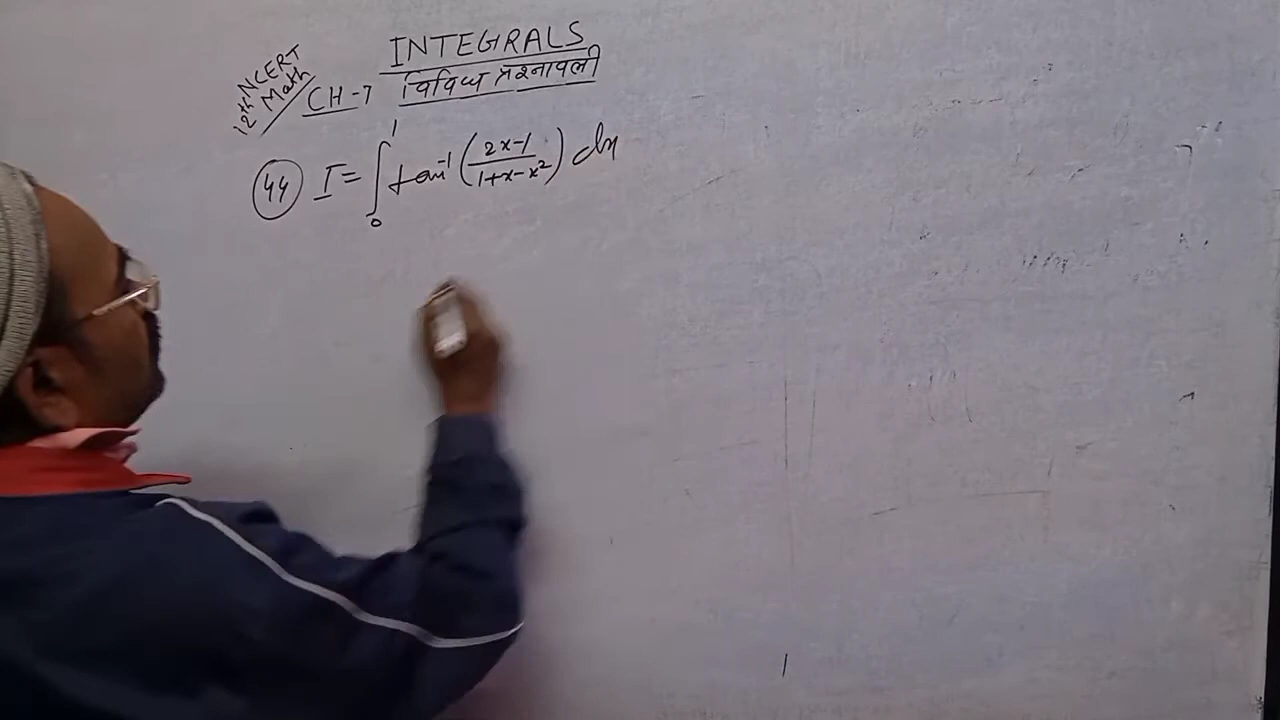 INTEGRALS
12th NCERT Math
CH-7 विविध प्रश्नावली
44 I = ∫₀¹ tan⁻¹ ((2x-1)/(1+x-x²)) dx